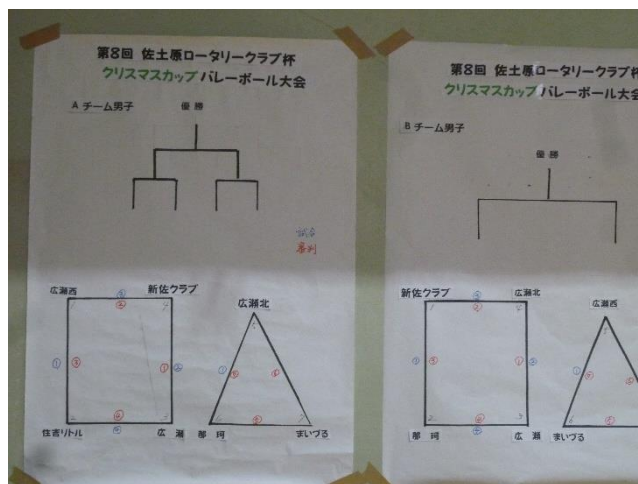 第8回 佐土原ロータリークラブ杯
クリスマスカップ バレーボール大会
A チーム男子
優勝
試合
審判
広瀬西
新佐クラブ
住吉リトル
広瀬
広瀬北
那珂
まいづる
第8回 佐土原ロータリークラブ杯
クリスマスカップ バレーボール大会
B チーム男子
優勝
新佐クラブ
広瀬北
那珂
広瀬
広瀬西
まいづる